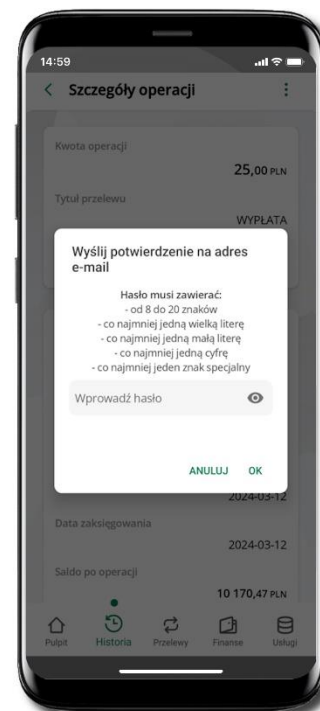 14:59
Szczegóły operacji
Kwota operacji
25,00 PLN
Tytuł przelewu
WYPŁATA
Wyślij potwierdzenie na adres
e-mail
Hasło musi zawierać:
- od 8 do 20 znaków
- co najmniej jedną wielką literę
- co najmniej jedną małą literę
- co najmniej jedną cyfrę
- co najmniej jeden znak specjalny
Wprowadź hasło
ANULUJ OK
2024-03-12
Data zaksięgowania
2024-03-12
Saldo po operacji
10 170,47 PLN
Pulpit Historia Przelewy Finanse Usługi